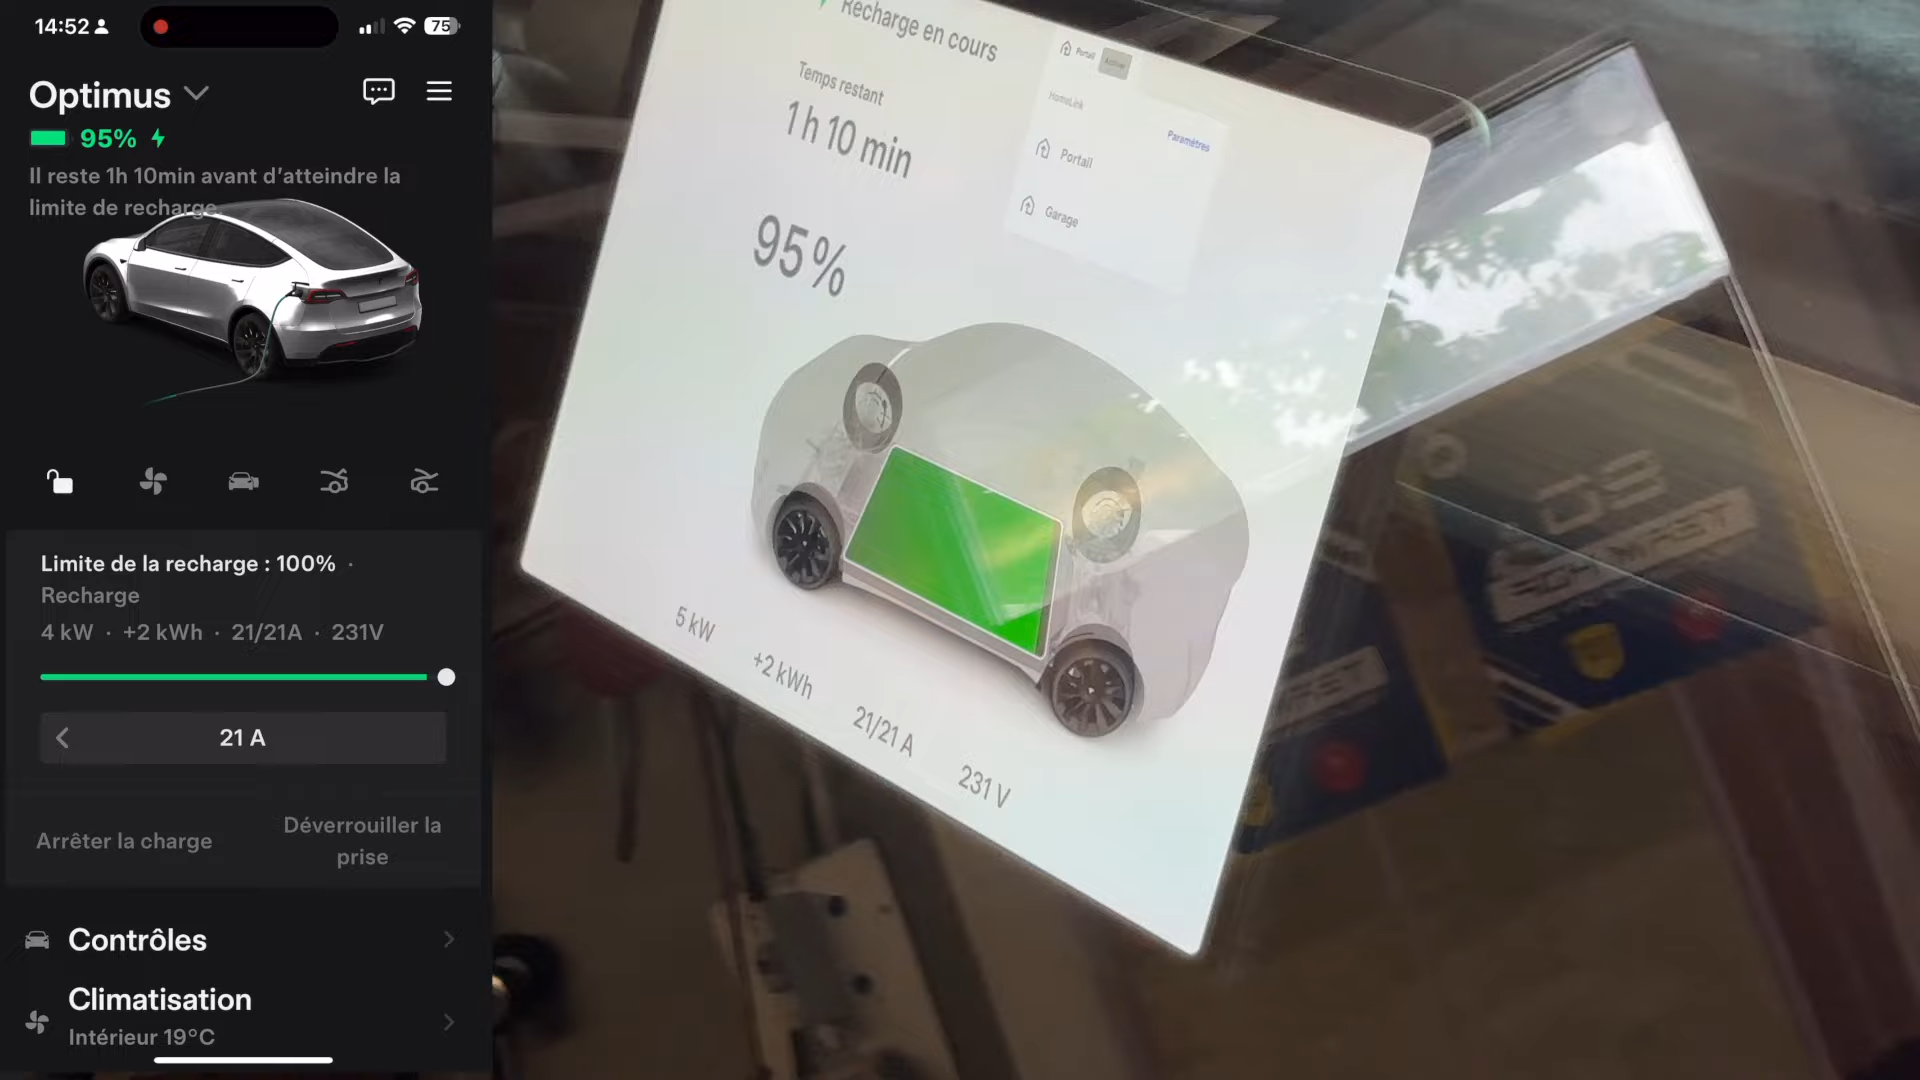 14:52
75
Optimus
95%
Il reste 1h 10min avant d’atteindre la
limite de recharge
Limite de la recharge : 100% ·
Recharge
4 kW · +2 kWh · 21/21A · 231V
21 A
Arrêter la charge
Déverrouiller la
prise
Contrôles
Climatisation
Intérieur 19°C
Recharge en cours
Temps restant
1 h 10 min
95 %
5 kW
+2 kWh
21/21 A
231 V
Portail
HomeLink
Paramètres
Portail
Garage